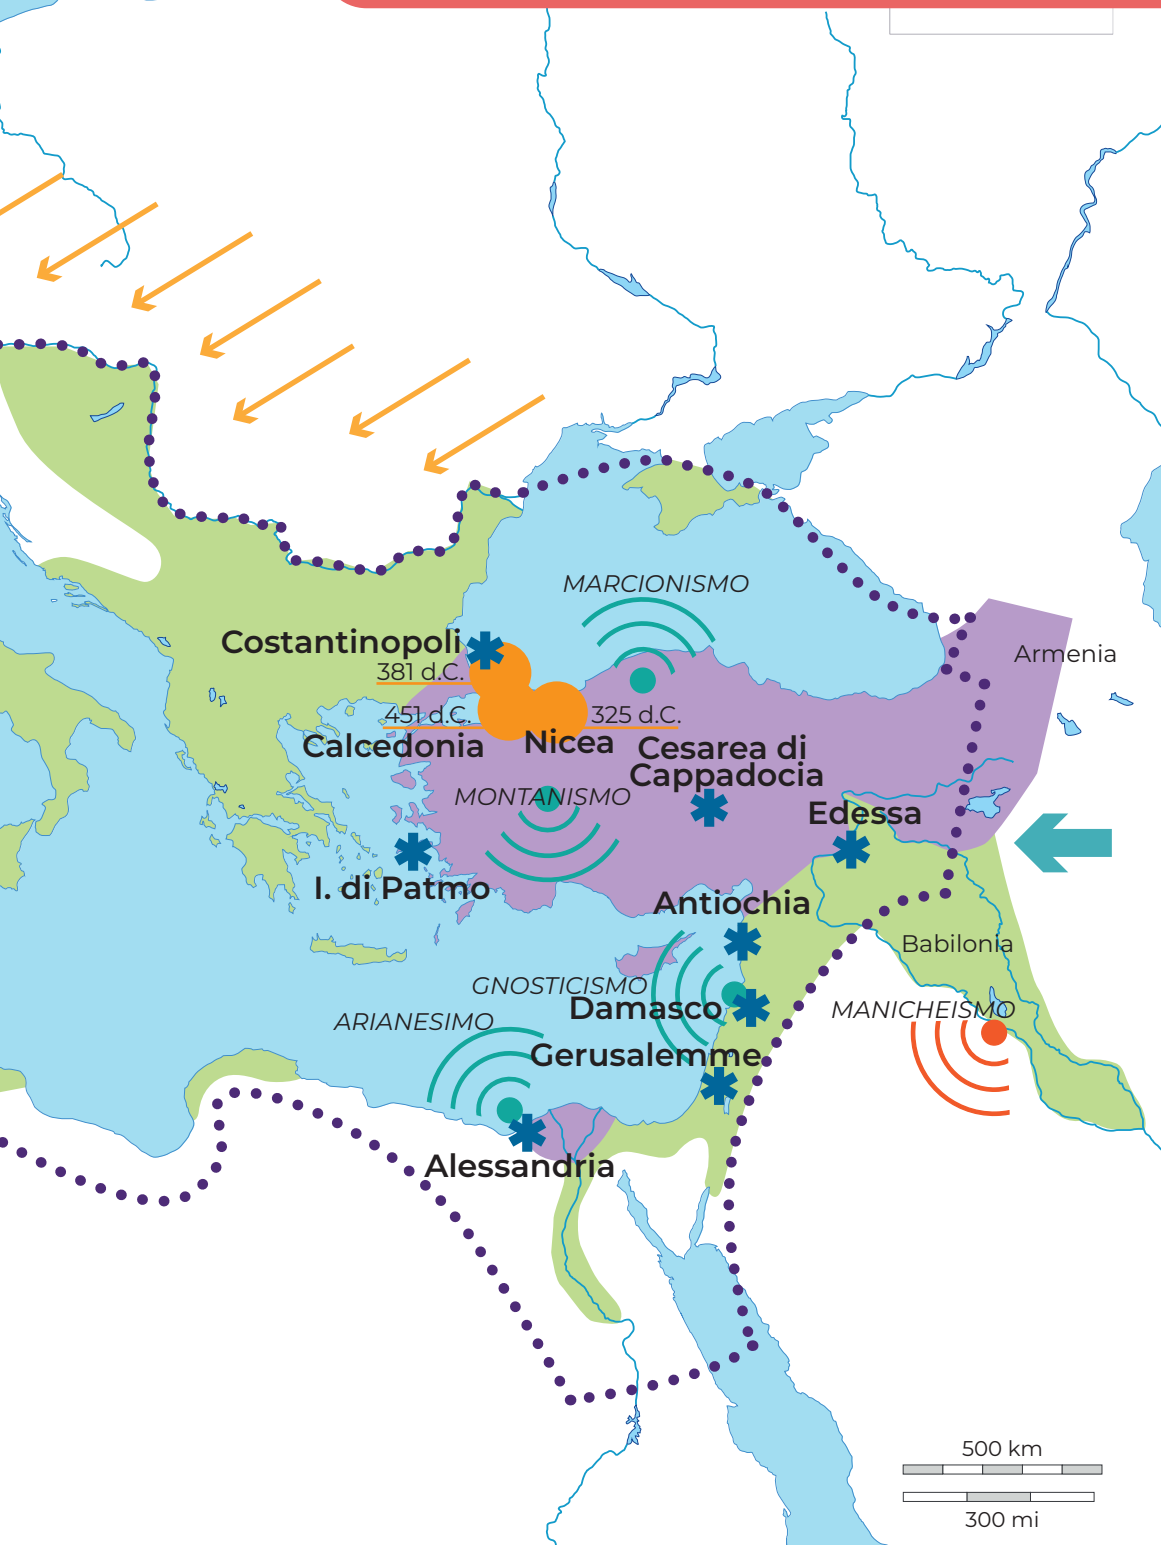 MARCIONISMO
Costantinopoli
381 d.C.
Armenia
451 d.C.
325 d.C.
Calcedonia
Nicea
Cesarea di
Cappadocia
MONTANISMO
Edessa
I. di Patmo
Antiochia
Babilonia
GNOSTICISMO
Damasco
MANICHEISMO
ARIANESIMO
Gerusalemme
Alessandria
500 km
300 mi